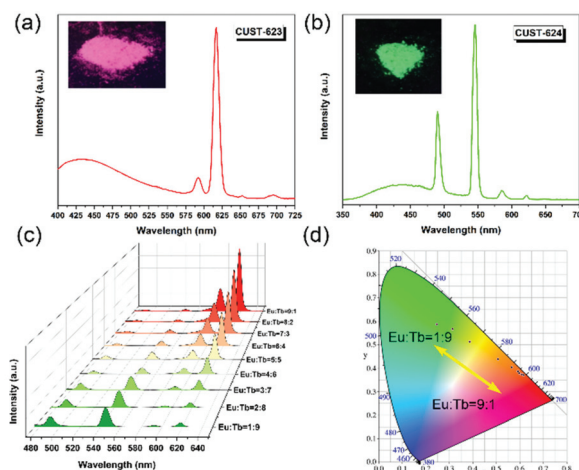 (a)
CUST-623
Intensity (a.u.)
400 425 450 475 500 525 550 575 600 625 650 675 700 725
Wavelength (nm)
(b)
CUST-624
Intensity (a.u.)
350 400 450 500 550 600 650 700
Wavelength (nm)
(c)
Intensity (a.u.)
Eu:Tb=0:1
Eu:Tb=8:2
Eu:Tb=7:3
Eu:Tb=6:4
Eu:Tb=5:5
Eu:Tb=4:6
Eu:Tb=3:7
Eu:Tb=2:8
Eu:Tb=1:9
480 500 520 540 560 580 600 620 640
Wavelength (nm)
(d)
0.9
0.8
0.7
0.6
0.5
0.4
0.3
0.2
0.1
0.0
y
520
540
560
500
580
600
620
700
490
480
470
460
380
Eu:Tb=1:9
Eu:Tb=9:1
0.0 0.1 0.2 0.3 0.4 0.5 0.6 0.7 0.8